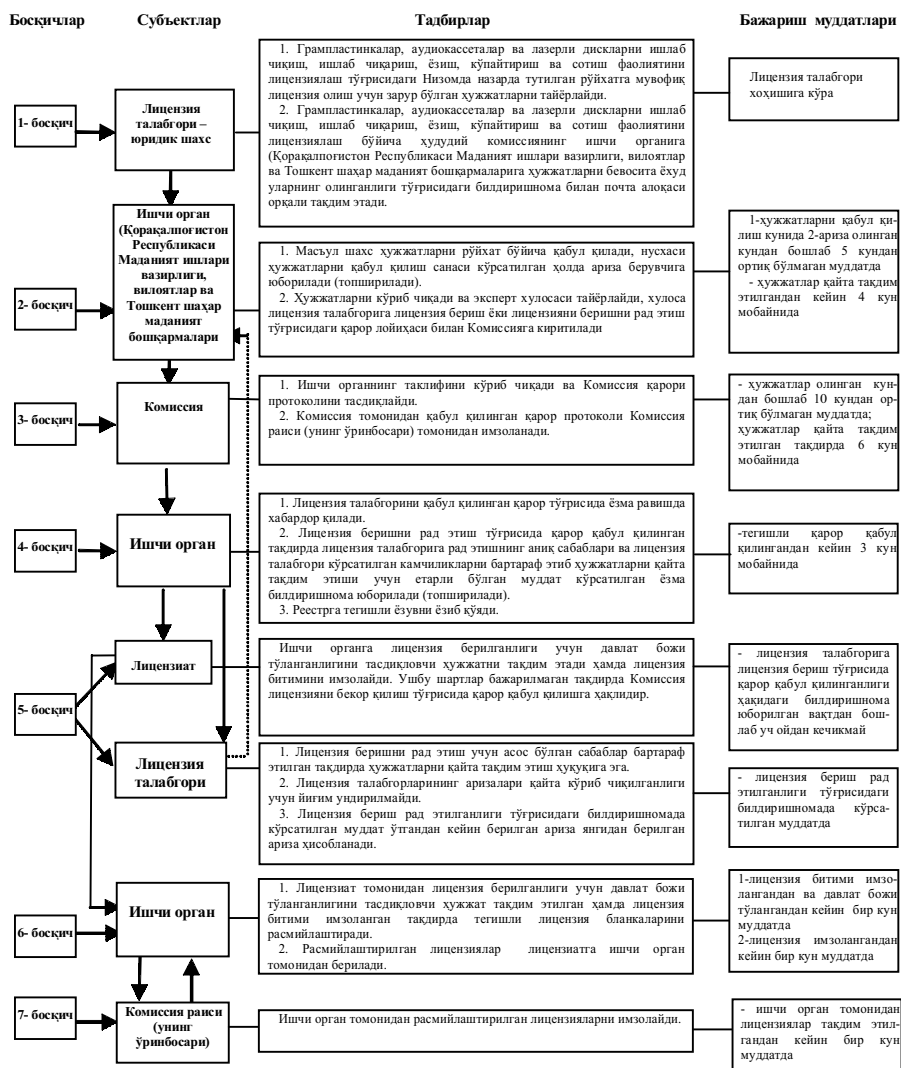 Босқичлар
Субъектлар
Тадбирлар
Бажариш муддатлари
1- босқич
Лицензия
талабгори –
юридик шахс
1. Грампластинкалар, аудиокассеталар ва лазерли дискларни ишлаб
чиқиш, ишлаб чиқариш, ёзиш, кўпайтириш ва сотиш фаолиятини
лицензиялаш тўғрисидаги Низомда назарда тутилган рўйхатга мувофиқ
лицензия олиш учун зарур бўлган ҳужжатларни тайёрлайди.
2. Грампластинкалар, аудиокассеталар ва лазерли дискларни ишлаб
чиқиш, ишлаб чиқариш, ёзиш, кўпайтириш ва сотиш фаолиятини
лицензиялаш бўйича ҳудудий комиссиянинг ишчи органига
(Қорақалпоғистон Республикаси Маданият ишлари вазирлиги, вилоятлар
ва Тошкент шаҳар маданият бошқармаларига ҳужжатларни бевосита ёхуд
уларнинг олинганлиги тўғрисидаги билдиришнома билан почта алоқаси
орқали тақдим этади.
Лицензия талабгори
хоҳишига кўра
2- босқич
Ишчи орган
(Қорақалпоғистон
Республикаси
Маданият ишлари
вазирлиги,
вилоятлар ва
Тошкент шаҳар
маданият
бошқармалари
1. Масъул шахс ҳужжатларни рўйхат бўйича қабул қилади, нусхаси
ҳужжатларни қабул қилиш санаси кўрсатилган ҳолда ариза берувчига
юборилади (топширилади).
2. Ҳужжатларни кўриб чиқади ва эксперт хулосаси тайёрлайди, хулоса
лицензия талабгорига лицензия бериш ёки лицензияни беришни рад этиш
тўғрисидаги қарор лойиҳаси билан Комиссияга киритилади
1-ҳужжатларни қабул қи-
лиш кунида 2-ариза олинган
кундан бошлаб 5 кундан
ортиқ бўлмаган муддатда
- ҳужжатлар қайта тақдим
этилгандан кейин 4 кун
мобайнида
3- босқич
Комиссия
1. Ишчи органнинг таклифини кўриб чиқади ва Комиссия қарори
протоколини тасдиқлайди.
2. Комиссия томонидан қабул қилинган қарор протоколи Комиссия
раиси (унинг ўринбосари) томонидан имзоланади.
- ҳужжатлар олинган кун-
дан бошлаб 10 кундан ор-
тиқ бўлмаган муддатда;
ҳужжатлар қайта тақдим
этилган тақдирда 6 кун
мобайнида
4- босқич
Ишчи орган
1. Лицензия талабгорини қабул қилинган қарор тўғрисида ёзма равишда
хабардор қилади.
2. Лицензия беришни рад этиш тўғрисида қарор қабул қилинган
тақдирда лицензия талабгорига рад этишнинг аниқ сабаблари ва лицензия
талабгори кўрсатилган камчиликларни бартараф этиб ҳужжатларни қайта
тақдим этиши учун етарли бўлган муддат кўрсатилган ёзма
билдиришнома юборилади (топширилади).
3. Реестрга тегишли ёзувни ёзиб қўяди.
-тегишли қарор қабул
қилингандан кейин 3 кун
мобайнида
5- босқич
Лицензиат
Ишчи органга лицензия берилганлиги учун давлат божи
тўланганлигини тасдиқловчи ҳужжатни тақдим этади ҳамда лицензия
битимини имзолайди. Ушбу шартлар бажарилмаган тақдирда Комиссия
лицензияни бекор қилиш тўғрисида қарор қабул қилишга ҳақлидир.
- лицензия талабгорига
лицензия бериш тўғрисида
қарор қабул қилинганлиги
ҳақидаги билдиришнома
юборилган вақтдан бош-
лаб уч ойдан кечикмай
Лицензия
талабгори
1. Лицензия беришни рад этиш учун асос бўлган сабаблар бартараф
этилган тақдирда ҳужжатларни қайта тақдим этиш ҳуқуқига эга.
2. Лицензия талабгорларининг аризалари қайта кўриб чиқилганлиги
учун йиғим ундирилмайди.
3. Лицензия бериш рад этилганлиги тўғрисидаги билдиришномада
кўрсатилган муддат ўтгандан кейин берилган ариза янгидан берилган
ариза ҳисобланади.
- лицензия бериш рад
этилганлиги тўғрисидаги
билдиришномада кўрса-
тилган муддатда
6- босқич
Ишчи орган
1. Лицензиат томонидан лицензия берилганлиги учун давлат божи
тўланганлигини тасдиқловчи ҳужжат тақдим этилган ҳамда лицензия
битими имзоланган тақдирда тегишли лицензия бланкаларини
расмийлаштиради.
2. Расмийлаштирилган лицензиялар лицензиатга ишчи орган
томонидан берилади.
1-лицензия битими имзо-
лангандан ва давлат божи
тўлангандан кейин бир кун
муддатда
2-лицензия имзолангандан
кейин бир кун муддатда
7- босқич
Комиссия раиси
(унинг
ўринбосари)
Ишчи орган томонидан расмийлаштирилган лицензияларни имзолайди.
- ишчи орган томонидан
лицензиялар тақдим этил-
гандан кейин бир кун
муддатда